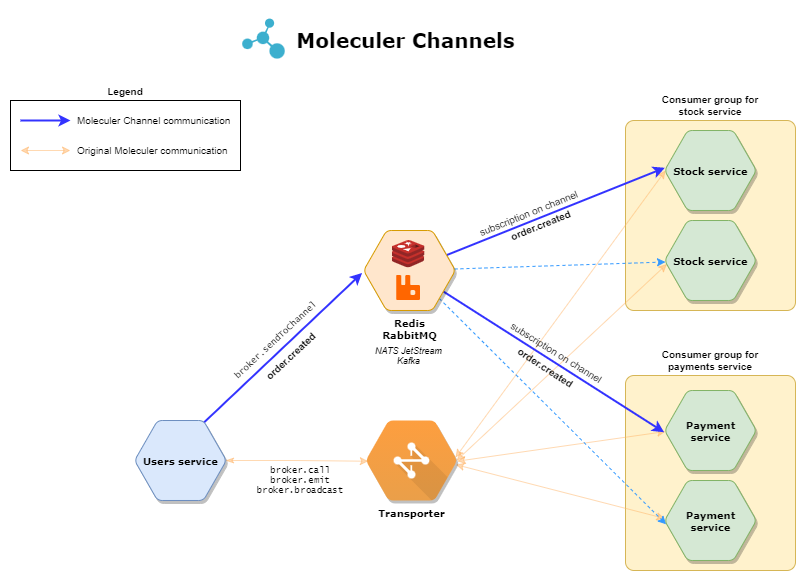 Moleculer Channels
Legend
Moleculer Channel communication
Original Moleculer communication
Consumer group for
stock service
Stock service
Stock service
subscription on channel
order.created
broker.sendToChannel
order.created
Redis
RabbitMQ
NATS JetStream
Kafka
subscription on channel
order.created
Consumer group for
payments service
Payment
service
Payment
service
Users service
broker.call
broker.emit
broker.broadcast
Transporter